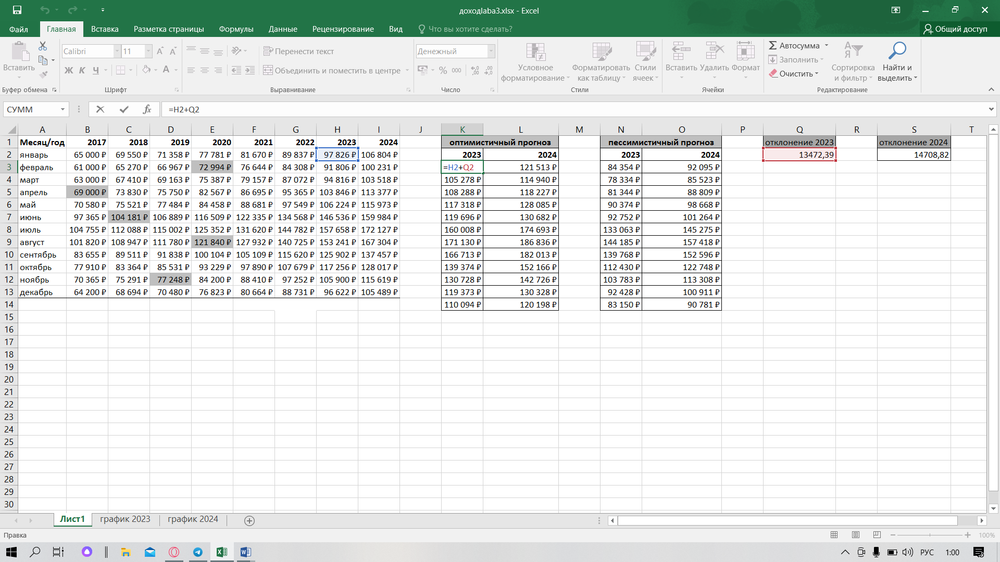 доходlaba3.xlsx - Excel
Файл Главная Вставка Разметка страницы Формулы Данные Рецензирование Вид Что вы хотите сделать? Общий доступ
Calibri 11 Перенести текст Денежный Автосумма
Вставить Ж К Ч А Объединить и поместить в центре % 000 Условное форматирование Форматировать как таблицу Стили ячеек Вставить Удалить Формат Заполнить Очистить Сортировка и фильтр Найти и выделить
Буфер обмена Шрифт Выравнивание Число Стили Ячейки Редактирование
СУММ fx =H2+Q2
A B C D E F G H I J K L M N O P Q R S T
1 Месяц/год 2017 2018 2019 2020 2021 2022 2023 2024 оптимистичный прогноз пессимистичный прогноз отклонение 2023 отклонение 2024
2 январь 65 000 ₽ 69 550 ₽ 71 358 ₽ 77 781 ₽ 81 670 ₽ 89 837 ₽ 97 826 ₽ 106 804 ₽ 2023 2024 2023 2024 13472,39 14708,82
3 февраль 61 000 ₽ 65 270 ₽ 66 967 ₽ 72 994 ₽ 76 644 ₽ 84 308 ₽ 91 806 ₽ 100 231 ₽ =H2+Q2 121 513 ₽ 84 354 ₽ 92 095 ₽
4 март 63 000 ₽ 67 410 ₽ 69 163 ₽ 75 387 ₽ 79 157 ₽ 87 072 ₽ 94 816 ₽ 103 518 ₽ 105 278 ₽ 114 940 ₽ 78 334 ₽ 85 523 ₽
5 апрель 69 000 ₽ 73 830 ₽ 75 750 ₽ 82 567 ₽ 86 695 ₽ 95 365 ₽ 103 846 ₽ 113 377 ₽ 108 288 ₽ 118 227 ₽ 81 344 ₽ 88 809 ₽
6 май 70 580 ₽ 75 521 ₽ 77 484 ₽ 84 458 ₽ 88 681 ₽ 97 549 ₽ 106 224 ₽ 115 973 ₽ 117 318 ₽ 128 085 ₽ 90 374 ₽ 98 668 ₽
7 июнь 97 365 ₽ 104 181 ₽ 106 889 ₽ 116 509 ₽ 122 335 ₽ 134 568 ₽ 146 536 ₽ 159 984 ₽ 119 696 ₽ 130 682 ₽ 92 752 ₽ 101 264 ₽
8 июль 104 755 ₽ 112 088 ₽ 115 002 ₽ 125 352 ₽ 131 620 ₽ 144 782 ₽ 157 658 ₽ 172 127 ₽ 160 008 ₽ 174 693 ₽ 133 063 ₽ 145 275 ₽
9 август 101 820 ₽ 108 947 ₽ 111 780 ₽ 121 840 ₽ 127 932 ₽ 140 725 ₽ 153 241 ₽ 167 304 ₽ 171 130 ₽ 186 836 ₽ 144 185 ₽ 157 418 ₽
10 сентябрь 83 655 ₽ 89 511 ₽ 91 838 ₽ 100 104 ₽ 105 109 ₽ 115 620 ₽ 125 902 ₽ 137 457 ₽ 166 713 ₽ 182 013 ₽ 139 768 ₽ 152 596 ₽
11 октябрь 77 910 ₽ 83 364 ₽ 85 531 ₽ 93 229 ₽ 97 890 ₽ 107 679 ₽ 117 256 ₽ 128 017 ₽ 139 374 ₽ 152 166 ₽ 112 430 ₽ 122 748 ₽
12 ноябрь 70 365 ₽ 75 291 ₽ 77 248 ₽ 84 200 ₽ 88 410 ₽ 97 252 ₽ 105 900 ₽ 115 619 ₽ 130 728 ₽ 142 726 ₽ 103 783 ₽ 113 308 ₽
13 декабрь 64 200 ₽ 68 694 ₽ 70 480 ₽ 76 823 ₽ 80 664 ₽ 88 731 ₽ 96 622 ₽ 105 489 ₽ 119 373 ₽ 130 328 ₽ 92 428 ₽ 100 911 ₽
14 110 094 ₽ 120 198 ₽ 83 150 ₽ 90 781 ₽
15
16
17
18
19
20
21
22
23
24
25
26
27
28
29
30
Лист1 график 2023 график 2024
Правка 100%
РУС 1:00